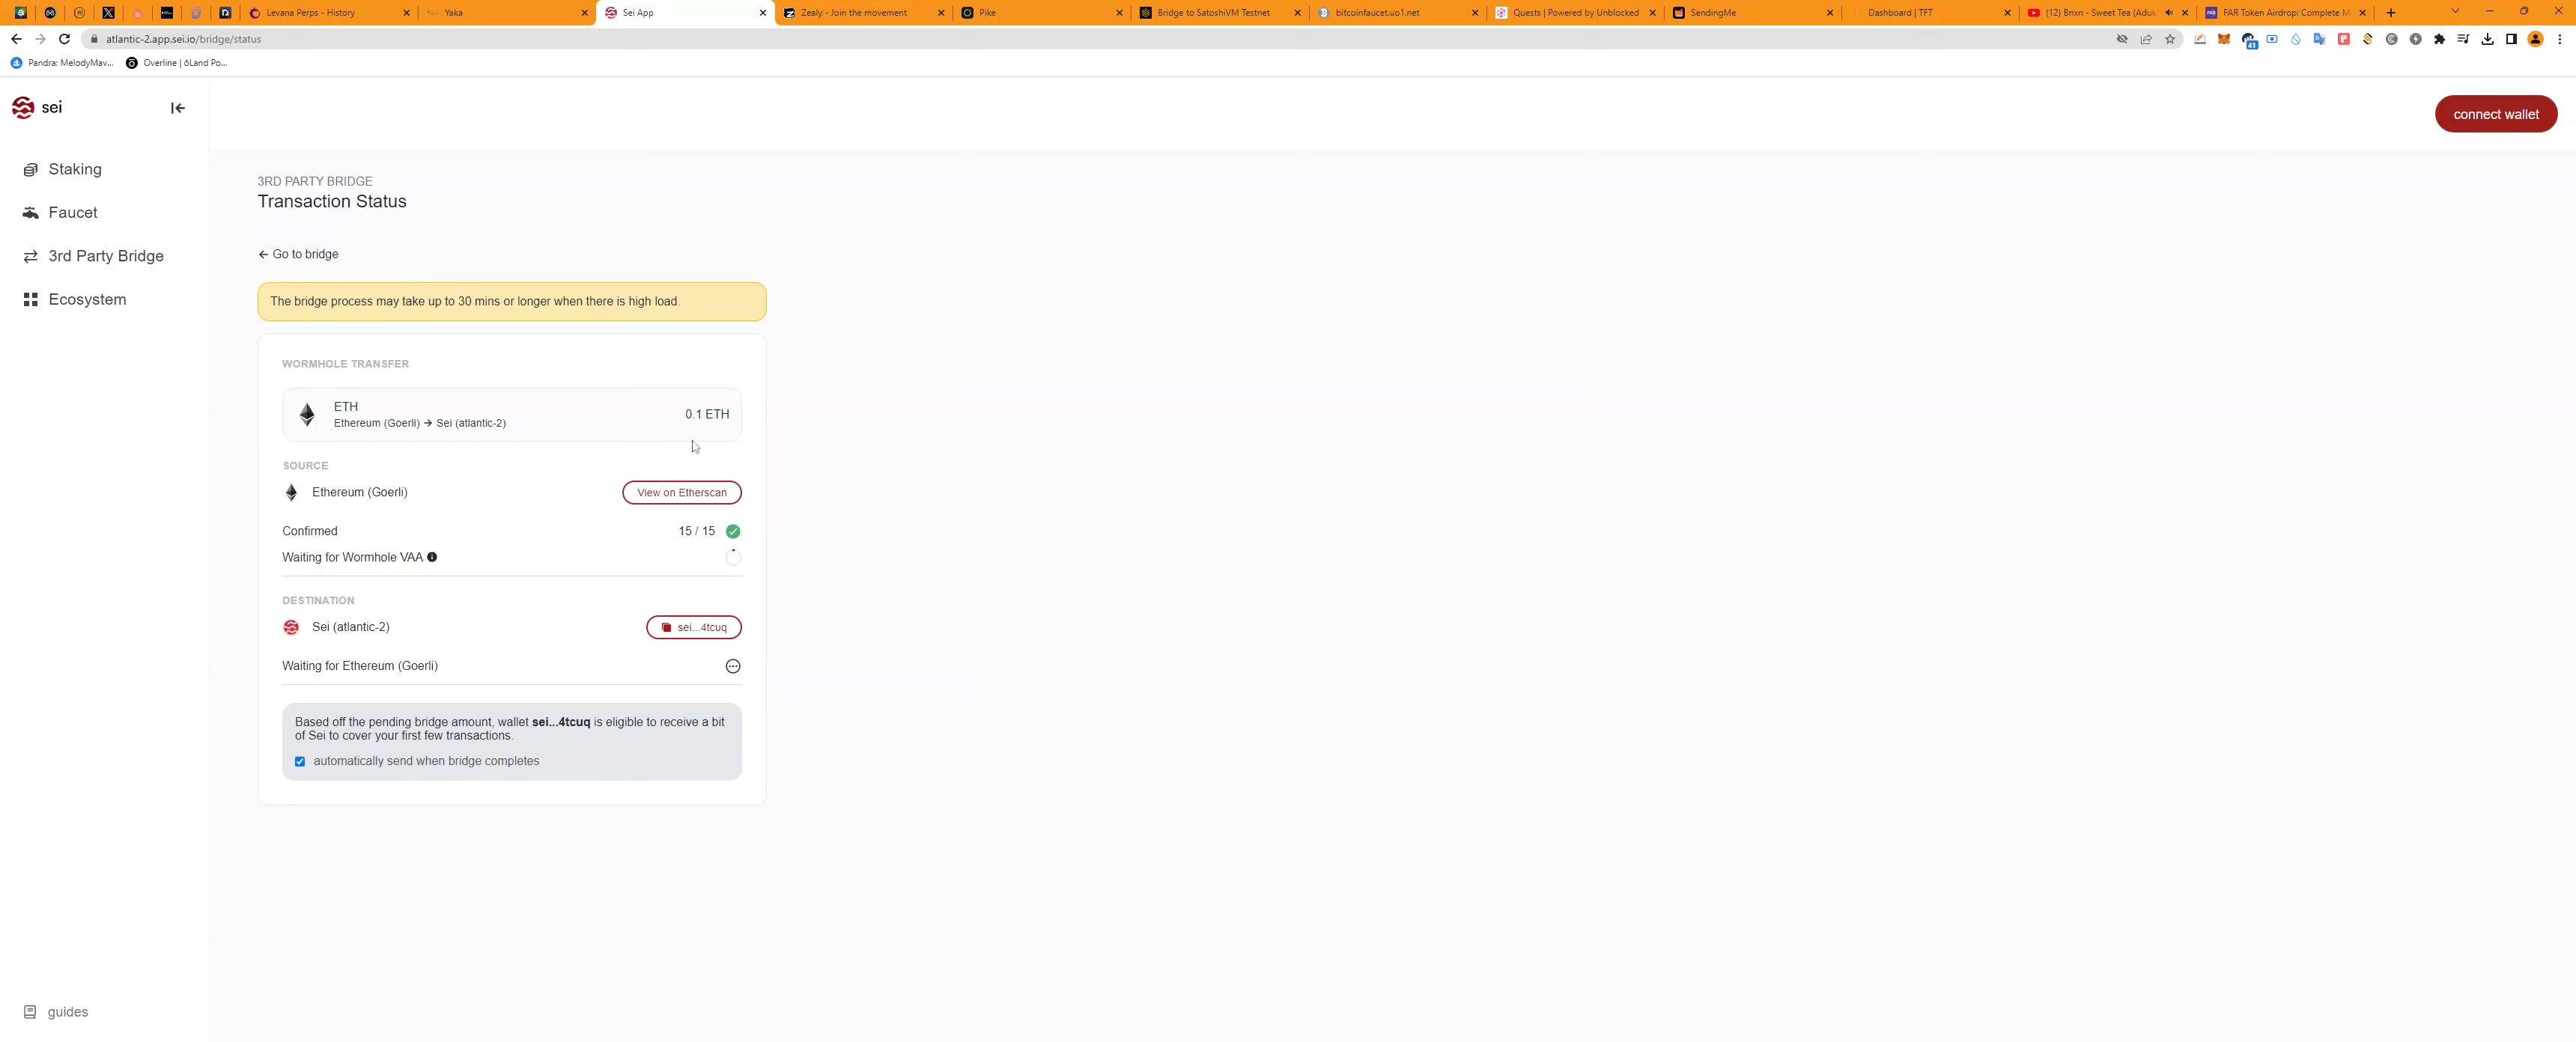 Levana Perps - History
Yaka
Sei App
Zealy - Join the movement
Pike
Bridge to SatoshiVM Testnet
bitcoinfaucet.uo1.net
Quests | Powered by Unblocked
SendingMe
Dashboard | TFT
(12) Bnxn - Sweet Tea (Aduk
FAR Token Airdrop: Complete M
atlantic-2.app.sei.io/bridge/status
41
Pandra: MelodyMav...
Overline | ōLand Po...
sei
connect wallet
Staking
Faucet
3rd Party Bridge
Ecosystem
guides
3RD PARTY BRIDGE
Transaction Status
← Go to bridge
The bridge process may take up to 30 mins or longer when there is high load.
WORMHOLE TRANSFER
ETH
Ethereum (Goerli) → Sei (atlantic-2)
0.1 ETH
SOURCE
Ethereum (Goerli)
View on Etherscan
Confirmed
15 / 15
Waiting for Wormhole VAA
DESTINATION
Sei (atlantic-2)
sei...4tcuq
Waiting for Ethereum (Goerli)
Based off the pending bridge amount, wallet sei...4tcuq is eligible to receive a bit
of Sei to cover your first few transactions.
automatically send when bridge completes